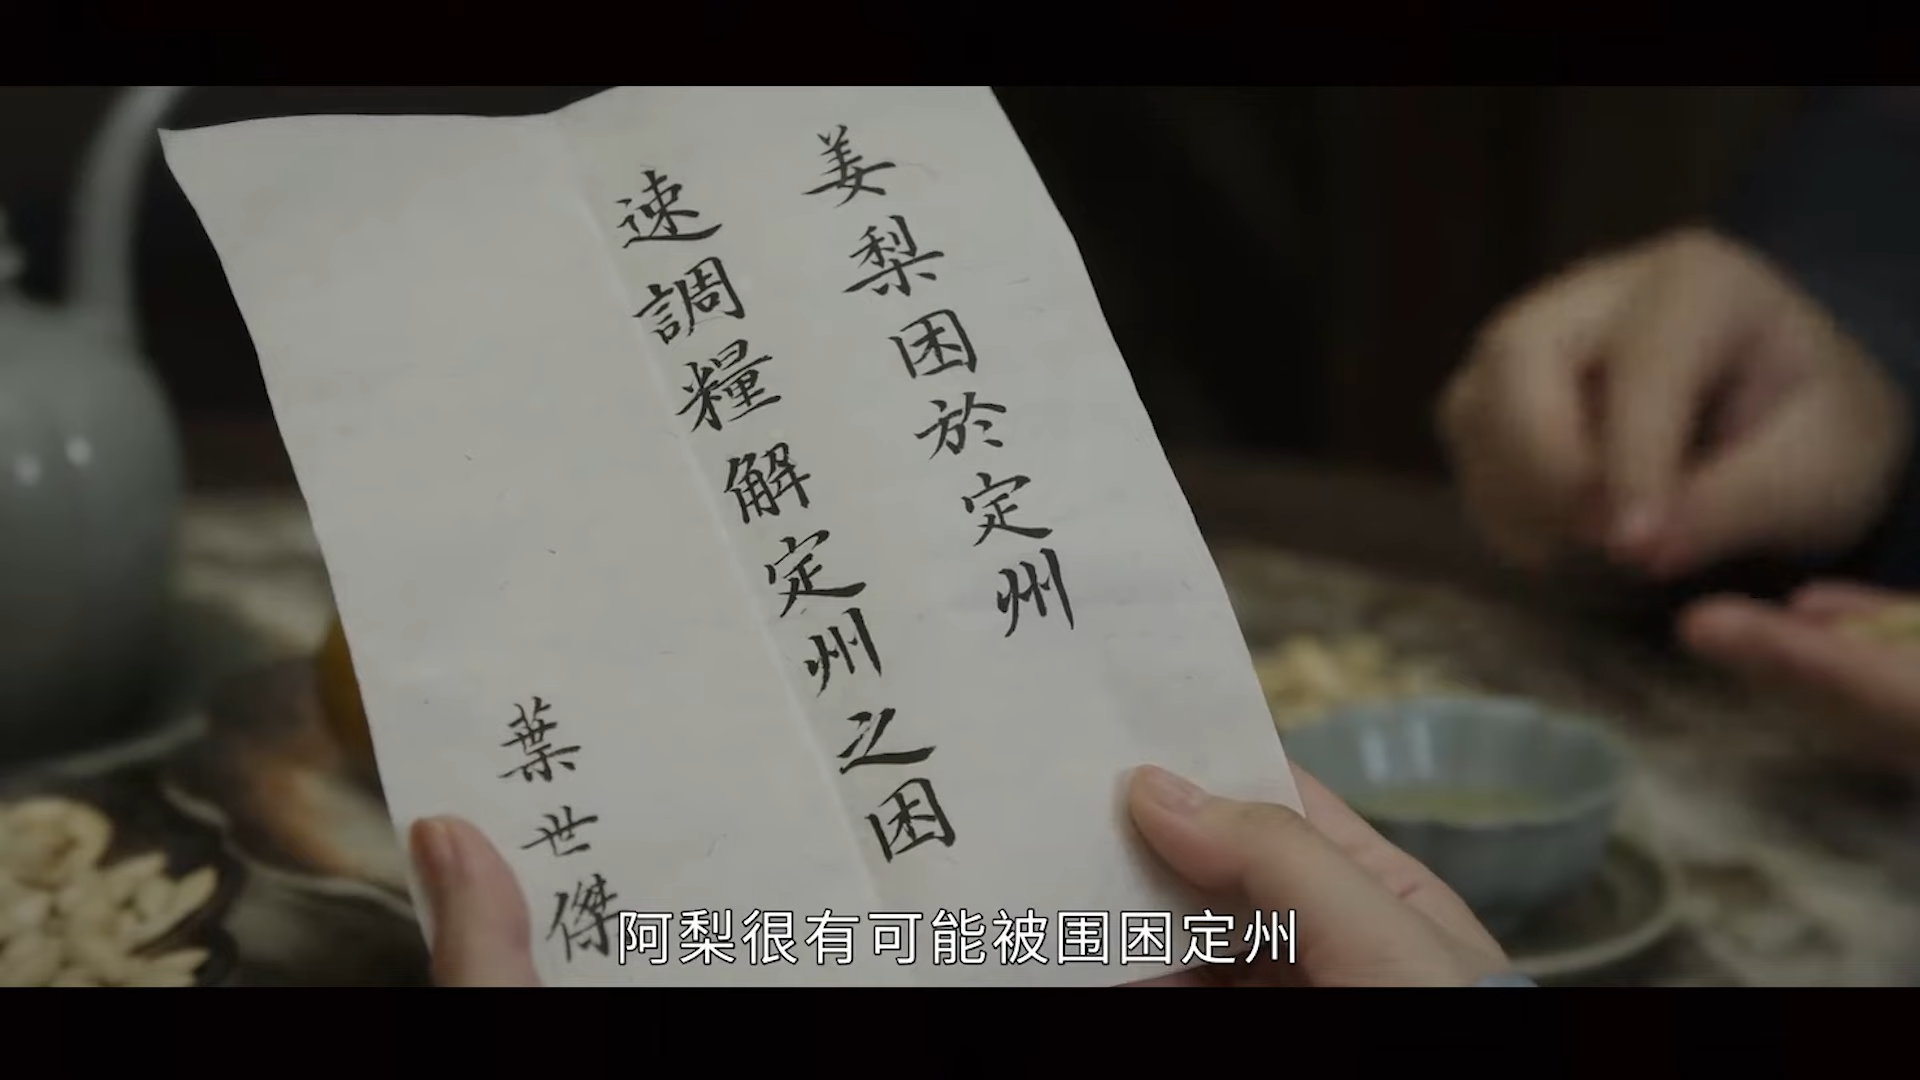 姜梨困於定州
速調糧解定州之困
葉世傑
阿梨很有可能被围困定州